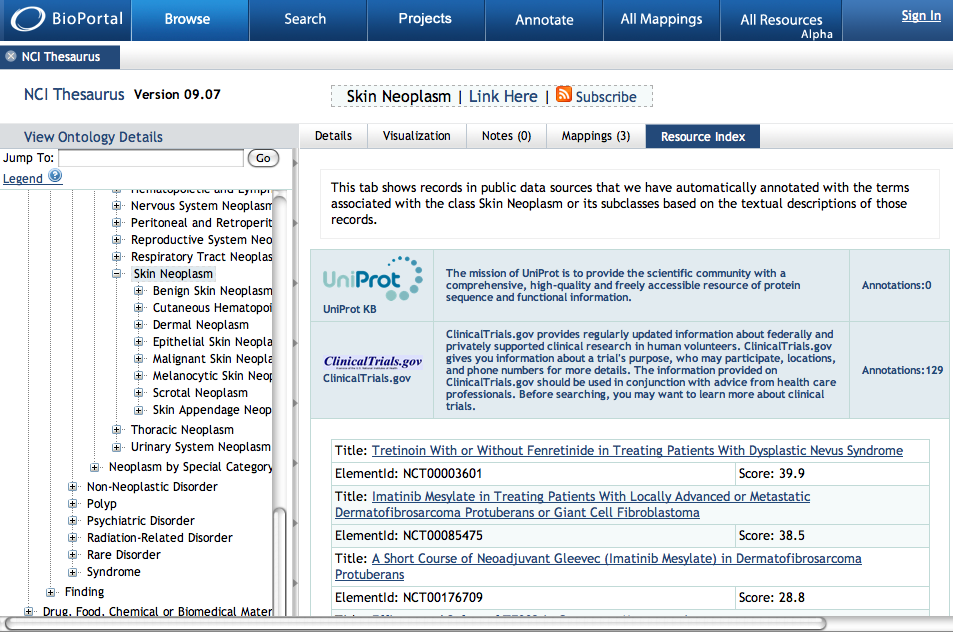 BioPortal
Browse
Search
Projects
Annotate
All Mappings
All Resources
Alpha
Sign In
NCI Thesaurus
NCI Thesaurus Version 09.07
Skin Neoplasm | Link Here | Subscribe
View Ontology Details
Jump To:
Go
Legend ?
Details
Visualization
Notes (0)
Mappings (3)
Resource Index
Nervous System Neoplasm
Peritoneal and Retroperit
Reproductive System Neo
Respiratory Tract Neoplas
Skin Neoplasm
Benign Skin Neoplasm
Cutaneous Hematopoi
Dermal Neoplasm
Epithelial Skin Neopla
Malignant Skin Neopla
Melanocytic Skin Neop
Scrotal Neoplasm
Skin Appendage Neop
Thoracic Neoplasm
Urinary System Neoplasm
Neoplasm by Special Category
Non-Neoplastic Disorder
Polyp
Psychiatric Disorder
Radiation-Related Disorder
Rare Disorder
Syndrome
Finding
Drug, Food, Chemical or Biomedical Mater
This tab shows records in public data sources that we have automatically annotated with the terms
associated with the class Skin Neoplasm or its subclasses based on the textual descriptions of those
records.
UniProt
UniProt KB
The mission of UniProt is to provide the scientific community with a
comprehensive, high-quality and freely accessible resource of protein
sequence and functional information.
Annotations:0
ClinicalTrials.gov
ClinicalTrials.gov
ClinicalTrials.gov provides regularly updated information about federally and
privately supported clinical research in human volunteers. ClinicalTrials.gov
gives you information about a trial's purpose, who may participate, locations,
and phone numbers for more details. The information provided on
ClinicalTrials.gov should be used in conjunction with advice from health care
professionals. Before searching, you may want to learn more about clinical
trials.
Annotations:129
Title: Tretinoin With or Without Fenretinide in Treating Patients With Dysplastic Nevus Syndrome
ElementId: NCT00003601
Score: 39.9
Title: Imatinib Mesylate in Treating Patients With Locally Advanced or Metastatic
Dermatofibrosarcoma Protuberans or Giant Cell Fibroblastoma
ElementId: NCT00085475
Score: 38.5
Title: A Short Course of Neoadjuvant Gleevec (Imatinib Mesylate) in Dermatofibrosarcoma
Protuberans
ElementId: NCT00176709
Score: 28.8